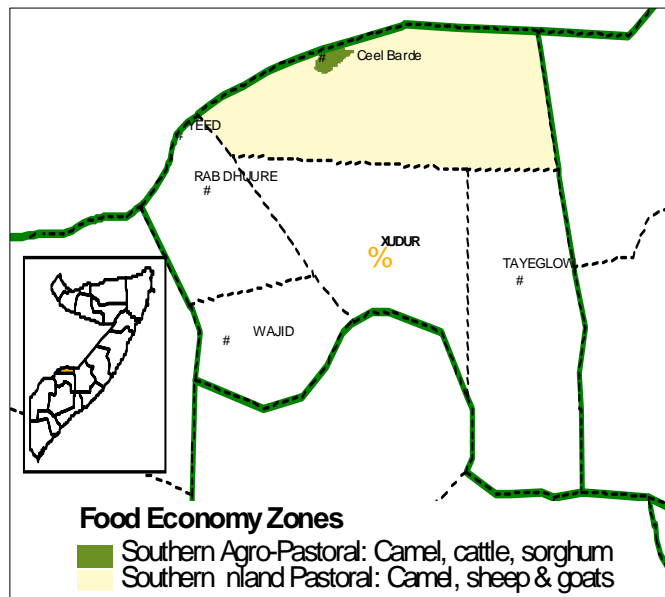 # Ceel Barde
# YEED
RAB DHUURE
#
XUDUR
%
TAYEGLOW
#
# WAJID
Food Economy Zones
Southern Agro-Pastoral: Camel, cattle, sorghum
Southern nland Pastoral: Camel, sheep & goats